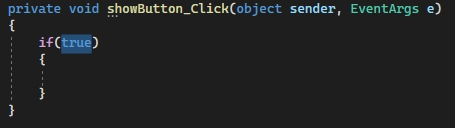 private void showButton_Click(object sender, EventArgs e)
{
if(true)
{
}
}